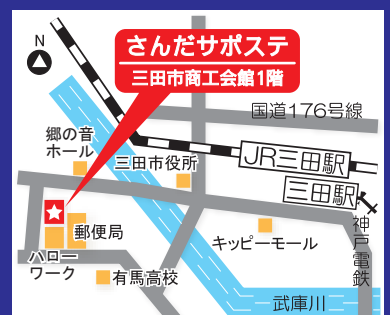 N
さんだサポステ
三田市商工会館1階
国道176号線
郷の音
ホール
三田市役所
JR三田駅
三田駅
神戸電鉄
郵便局
キッピーモール
ハロー
ワーク
有馬高校
武庫川